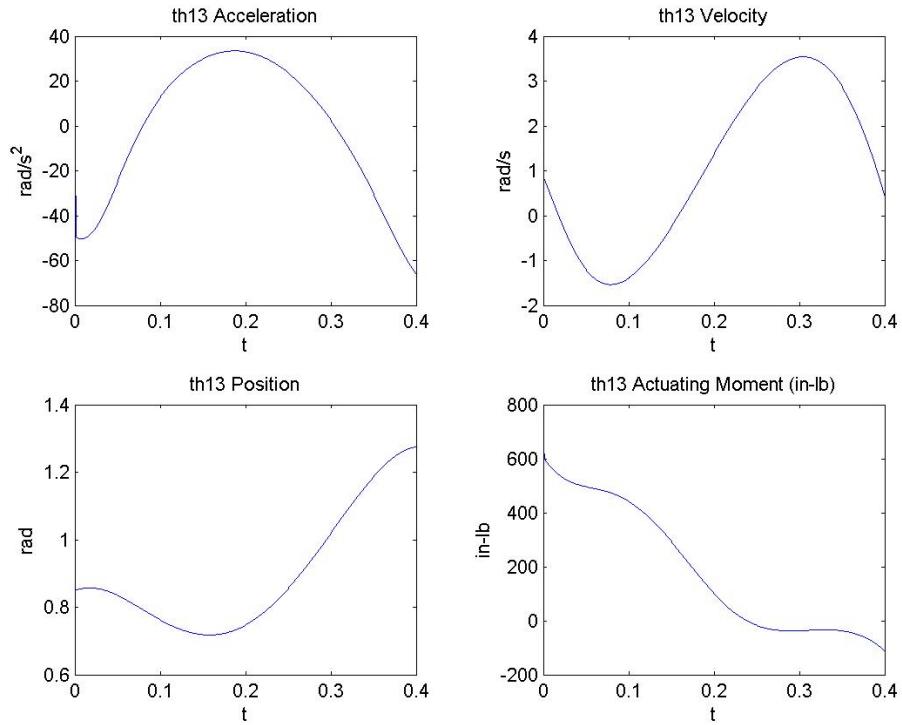 th13 Acceleration
40
20
0
-20
-40
-60
-80
rad/s²
0 0.1 0.2 0.3 0.4
t
th13 Velocity
4
3
2
1
0
-1
-2
rad/s
0 0.1 0.2 0.3 0.4
t
th13 Position
1.4
1.2
1
0.8
0.6
rad
0 0.1 0.2 0.3 0.4
t
th13 Actuating Moment (in-lb)
800
600
400
200
0
-200
in-lb
0 0.1 0.2 0.3 0.4
t